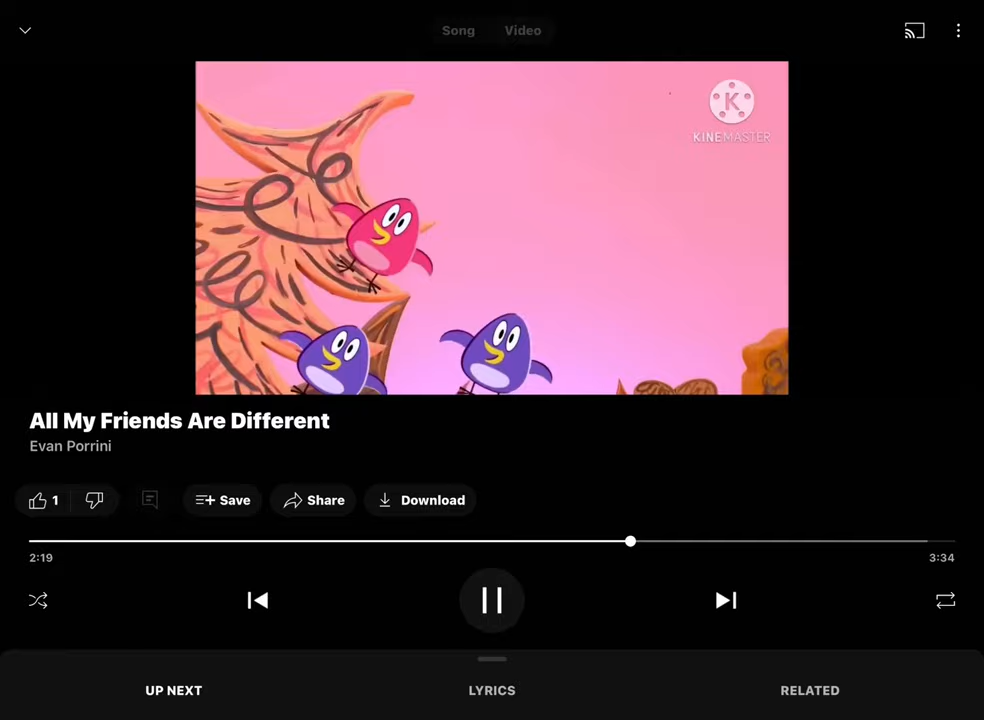 Song Video
K
KINEMASTER
All My Friends Are Different
Evan Porrini
1 Save Share Download
2:19 3:34
UP NEXT LYRICS RELATED